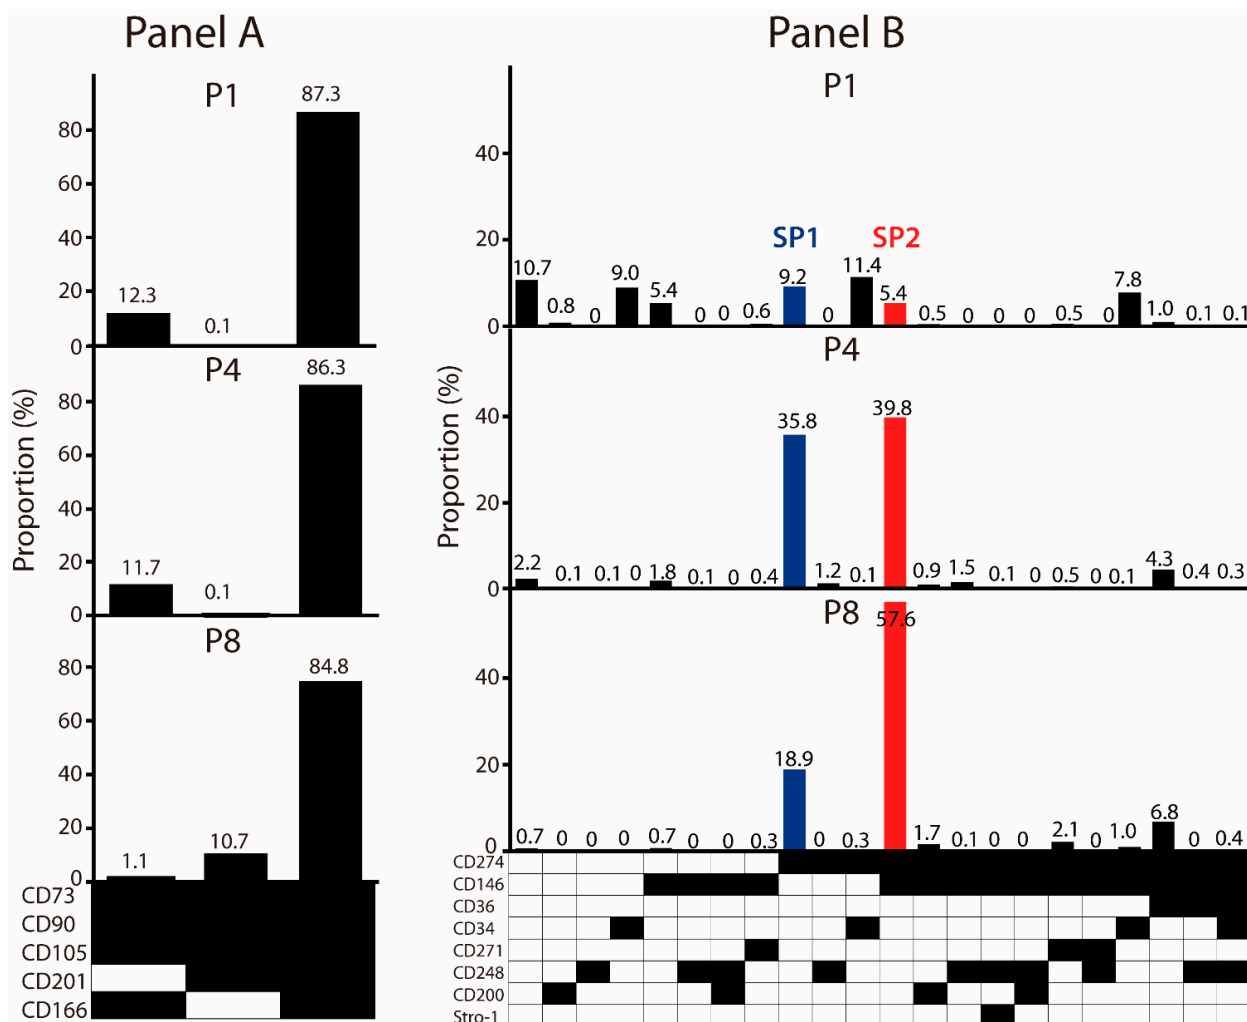 Panel A
Panel B
P1
87.3
80
60
40
20
0
12.3
0.1
P4
86.3
80
60
40
20
0
11.7
0.1
P8
84.8
80
60
40
20
0
1.1
10.7
Proportion (%)
CD73
CD90
CD105
CD201
CD166
P1
40
20
0
SP1
SP2
10.7 0.8 0 9.0 5.4 0 0 0.6 9.2 0 11.4 5.4 0.5 0 0 0 0.5 0 7.8 1.0 0.1 0.1
P4
40
20
0
2.2 0.1 0.1 0 1.8 0.1 0 0.4 35.8 1.2 0.1 39.8 0.9 1.5 0.1 0 0.5 0 0.1 4.3 0.4 0.3
P8
40
20
0
0.7 0 0 0 0.7 0 0 0.3 18.9 0 0.3 57.6 1.7 0.1 0 0 2.1 0 1.0 6.8 0 0.4
Proportion (%)
CD274
CD146
CD36
CD34
CD271
CD248
CD200
Stro-1